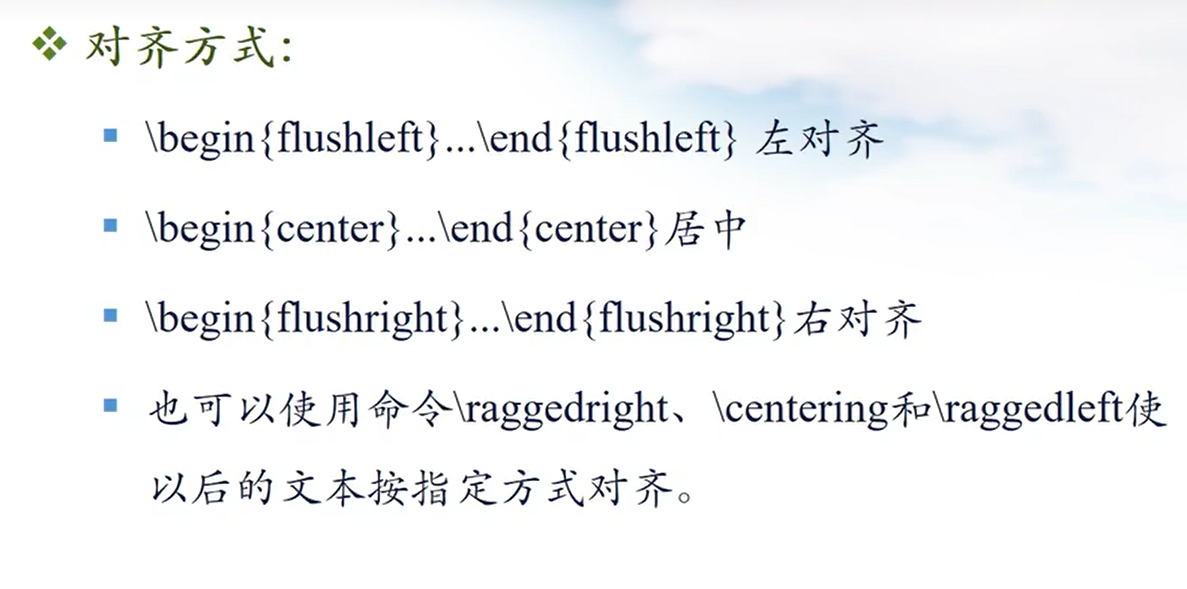 对齐方式:
\begin{flushleft}...\end{flushleft} 左对齐
\begin{center}...\end{center}居中
\begin{flushright}...\end{flushright}右对齐
也可以使用命令\raggedright、\centering和\raggedleft使
以后的文本按指定方式对齐。